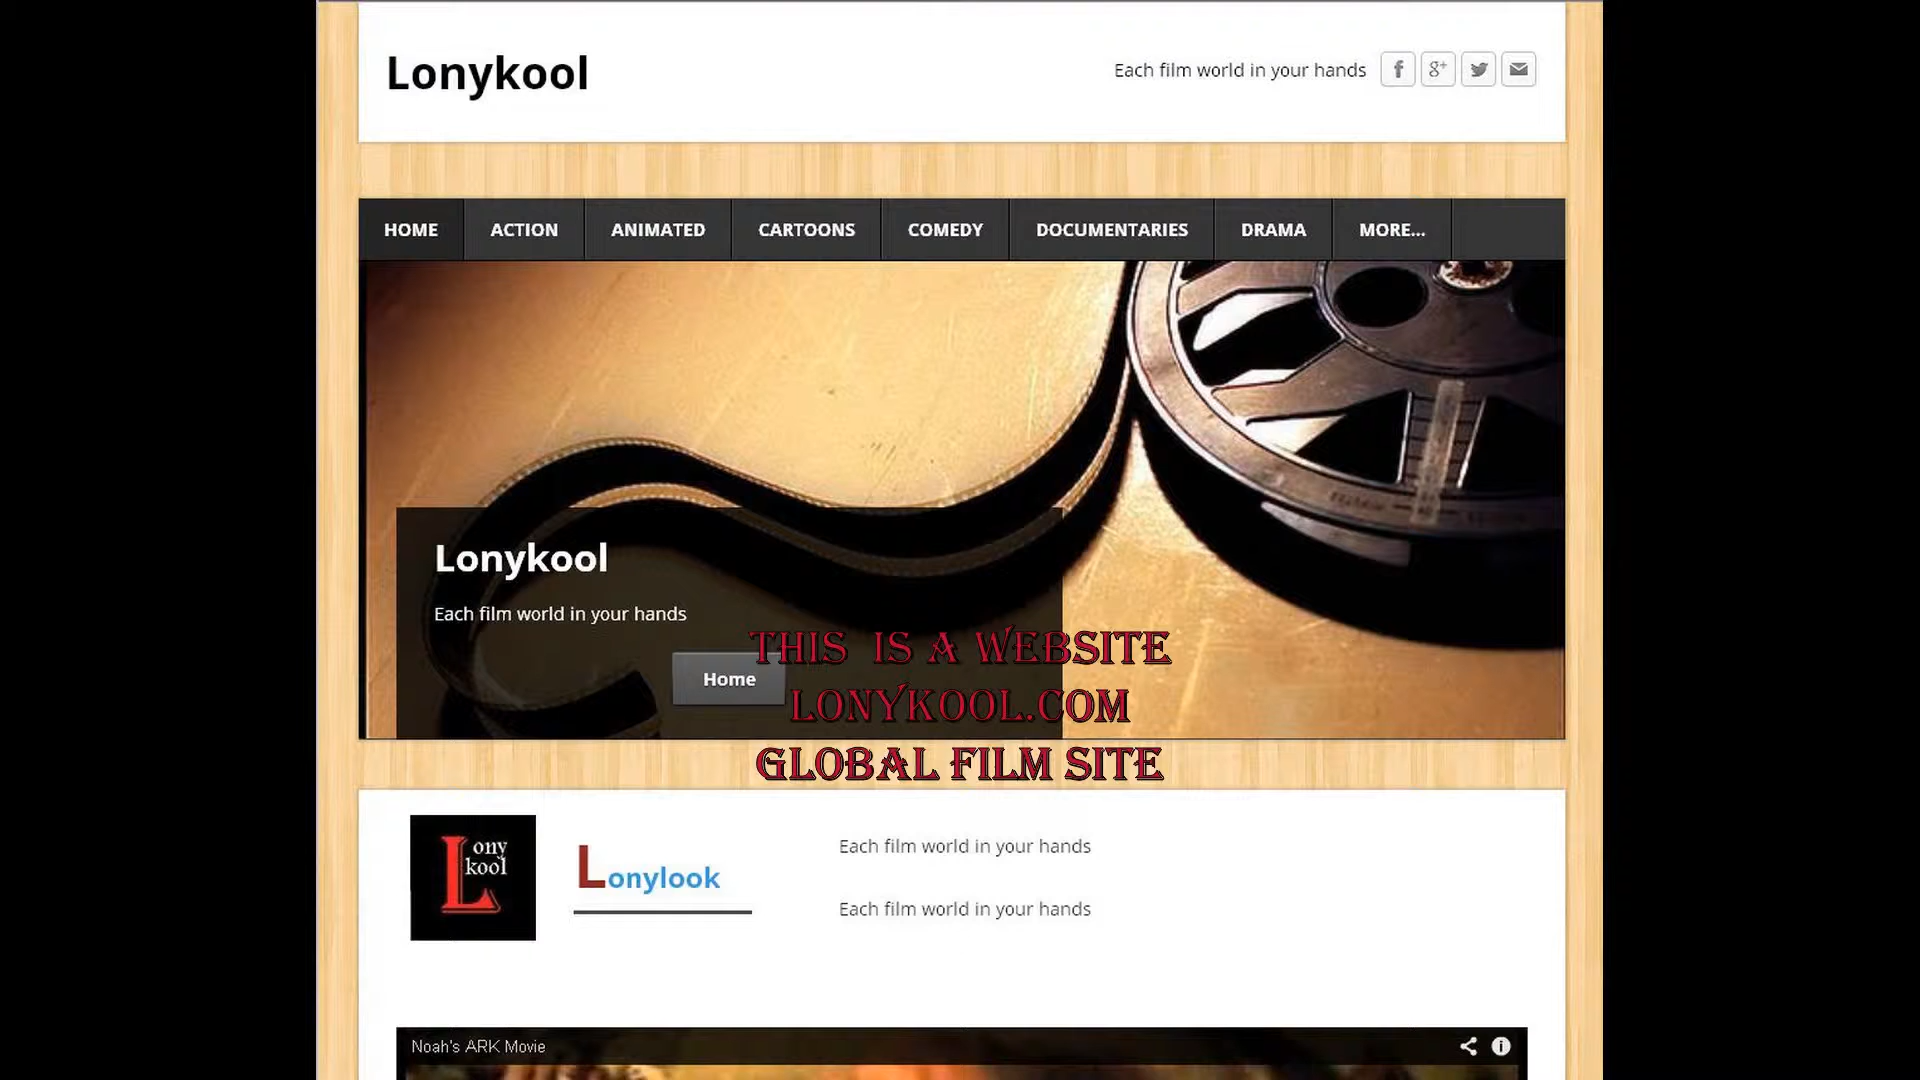 Lonykool
Each film world in your hands
HOME ACTION ANIMATED CARTOONS COMEDY DOCUMENTARIES DRAMA MORE...
Lonykool
Each film world in your hands
Home
THIS IS A WEBSITE
LONYKOOL.COM
GLOBAL FILM SITE
Lony
kool
Lonylook
Each film world in your hands
Each film world in your hands
Noah's ARK Movie